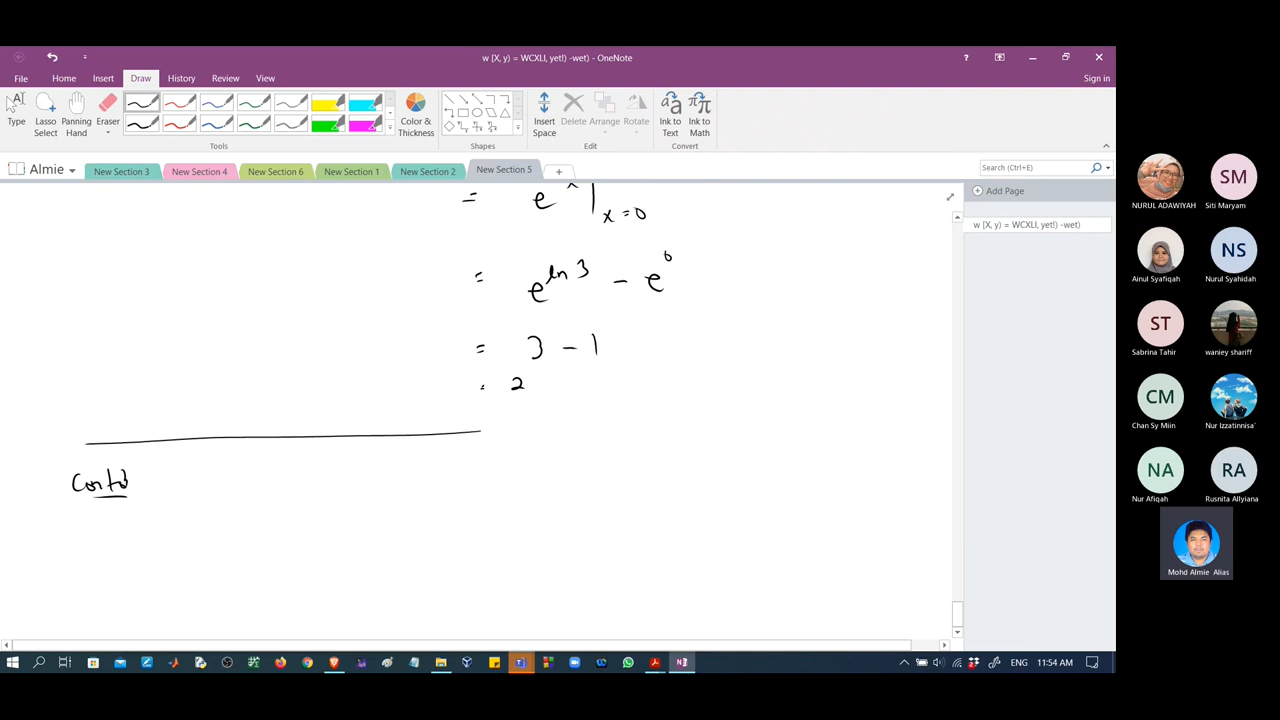 w [X, y) = WCXLI, yet!) -wet) - OneNote
File Home Insert Draw History Review View Sign in
Type Lasso Select Panning Hand Eraser Color & Thickness Insert Space Delete Arrange Rotate Ink to Text Ink to Math
Tools Shapes Edit Convert
Almie New Section 3 New Section 4 New Section 6 New Section 1 New Section 2 New Section 5 Search (Ctrl+E)
Add Page
w [X, y) = WCXLI, yet!) -wet)
= e^x | x=0
= e^ln 3 - e^0
= 3 - 1
= 2
Contd
NURUL ADAWIYAH
SM
Siti Maryam
Ainul Syafiqah
NS
Nurul Syahidah
ST
Sabrina Tahir
waniey shariff
CM
Chan Sy Miin
Nur Izzatinnisa'
NA
Nur Afiqah
RA
Rusnita Allyiana
Mohd Almie Alias
ENG 11:54 AM